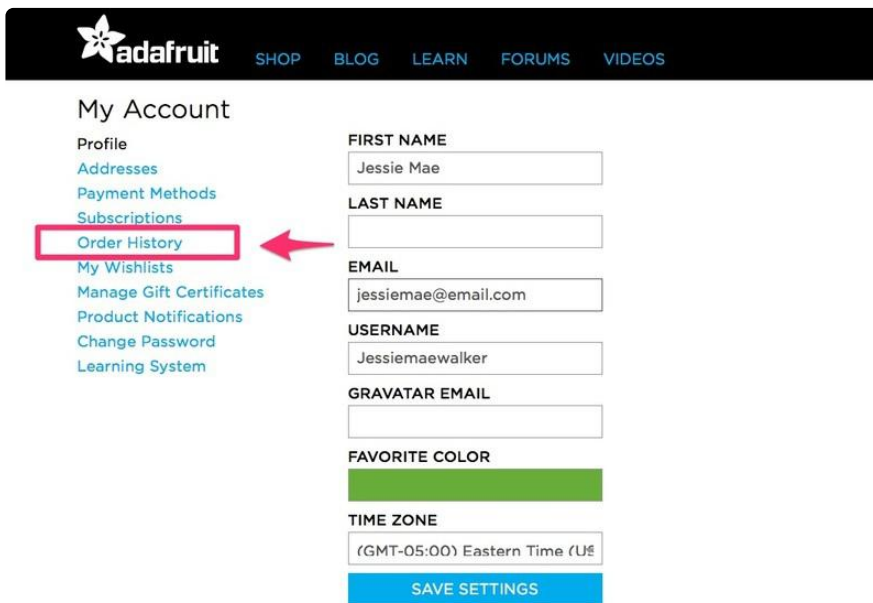 adafruit SHOP BLOG LEARN FORUMS VIDEOS
My Account
Profile
Addresses
Payment Methods
Subscriptions
Order History
My Wishlists
Manage Gift Certificates
Product Notifications
Change Password
Learning System
FIRST NAME
Jessie Mae
LAST NAME
EMAIL
jessiemae@email.com
USERNAME
Jessiemaewalker
GRAVATAR EMAIL
FAVORITE COLOR
TIME ZONE
(GMT-05:00) Eastern Time (US
SAVE SETTINGS